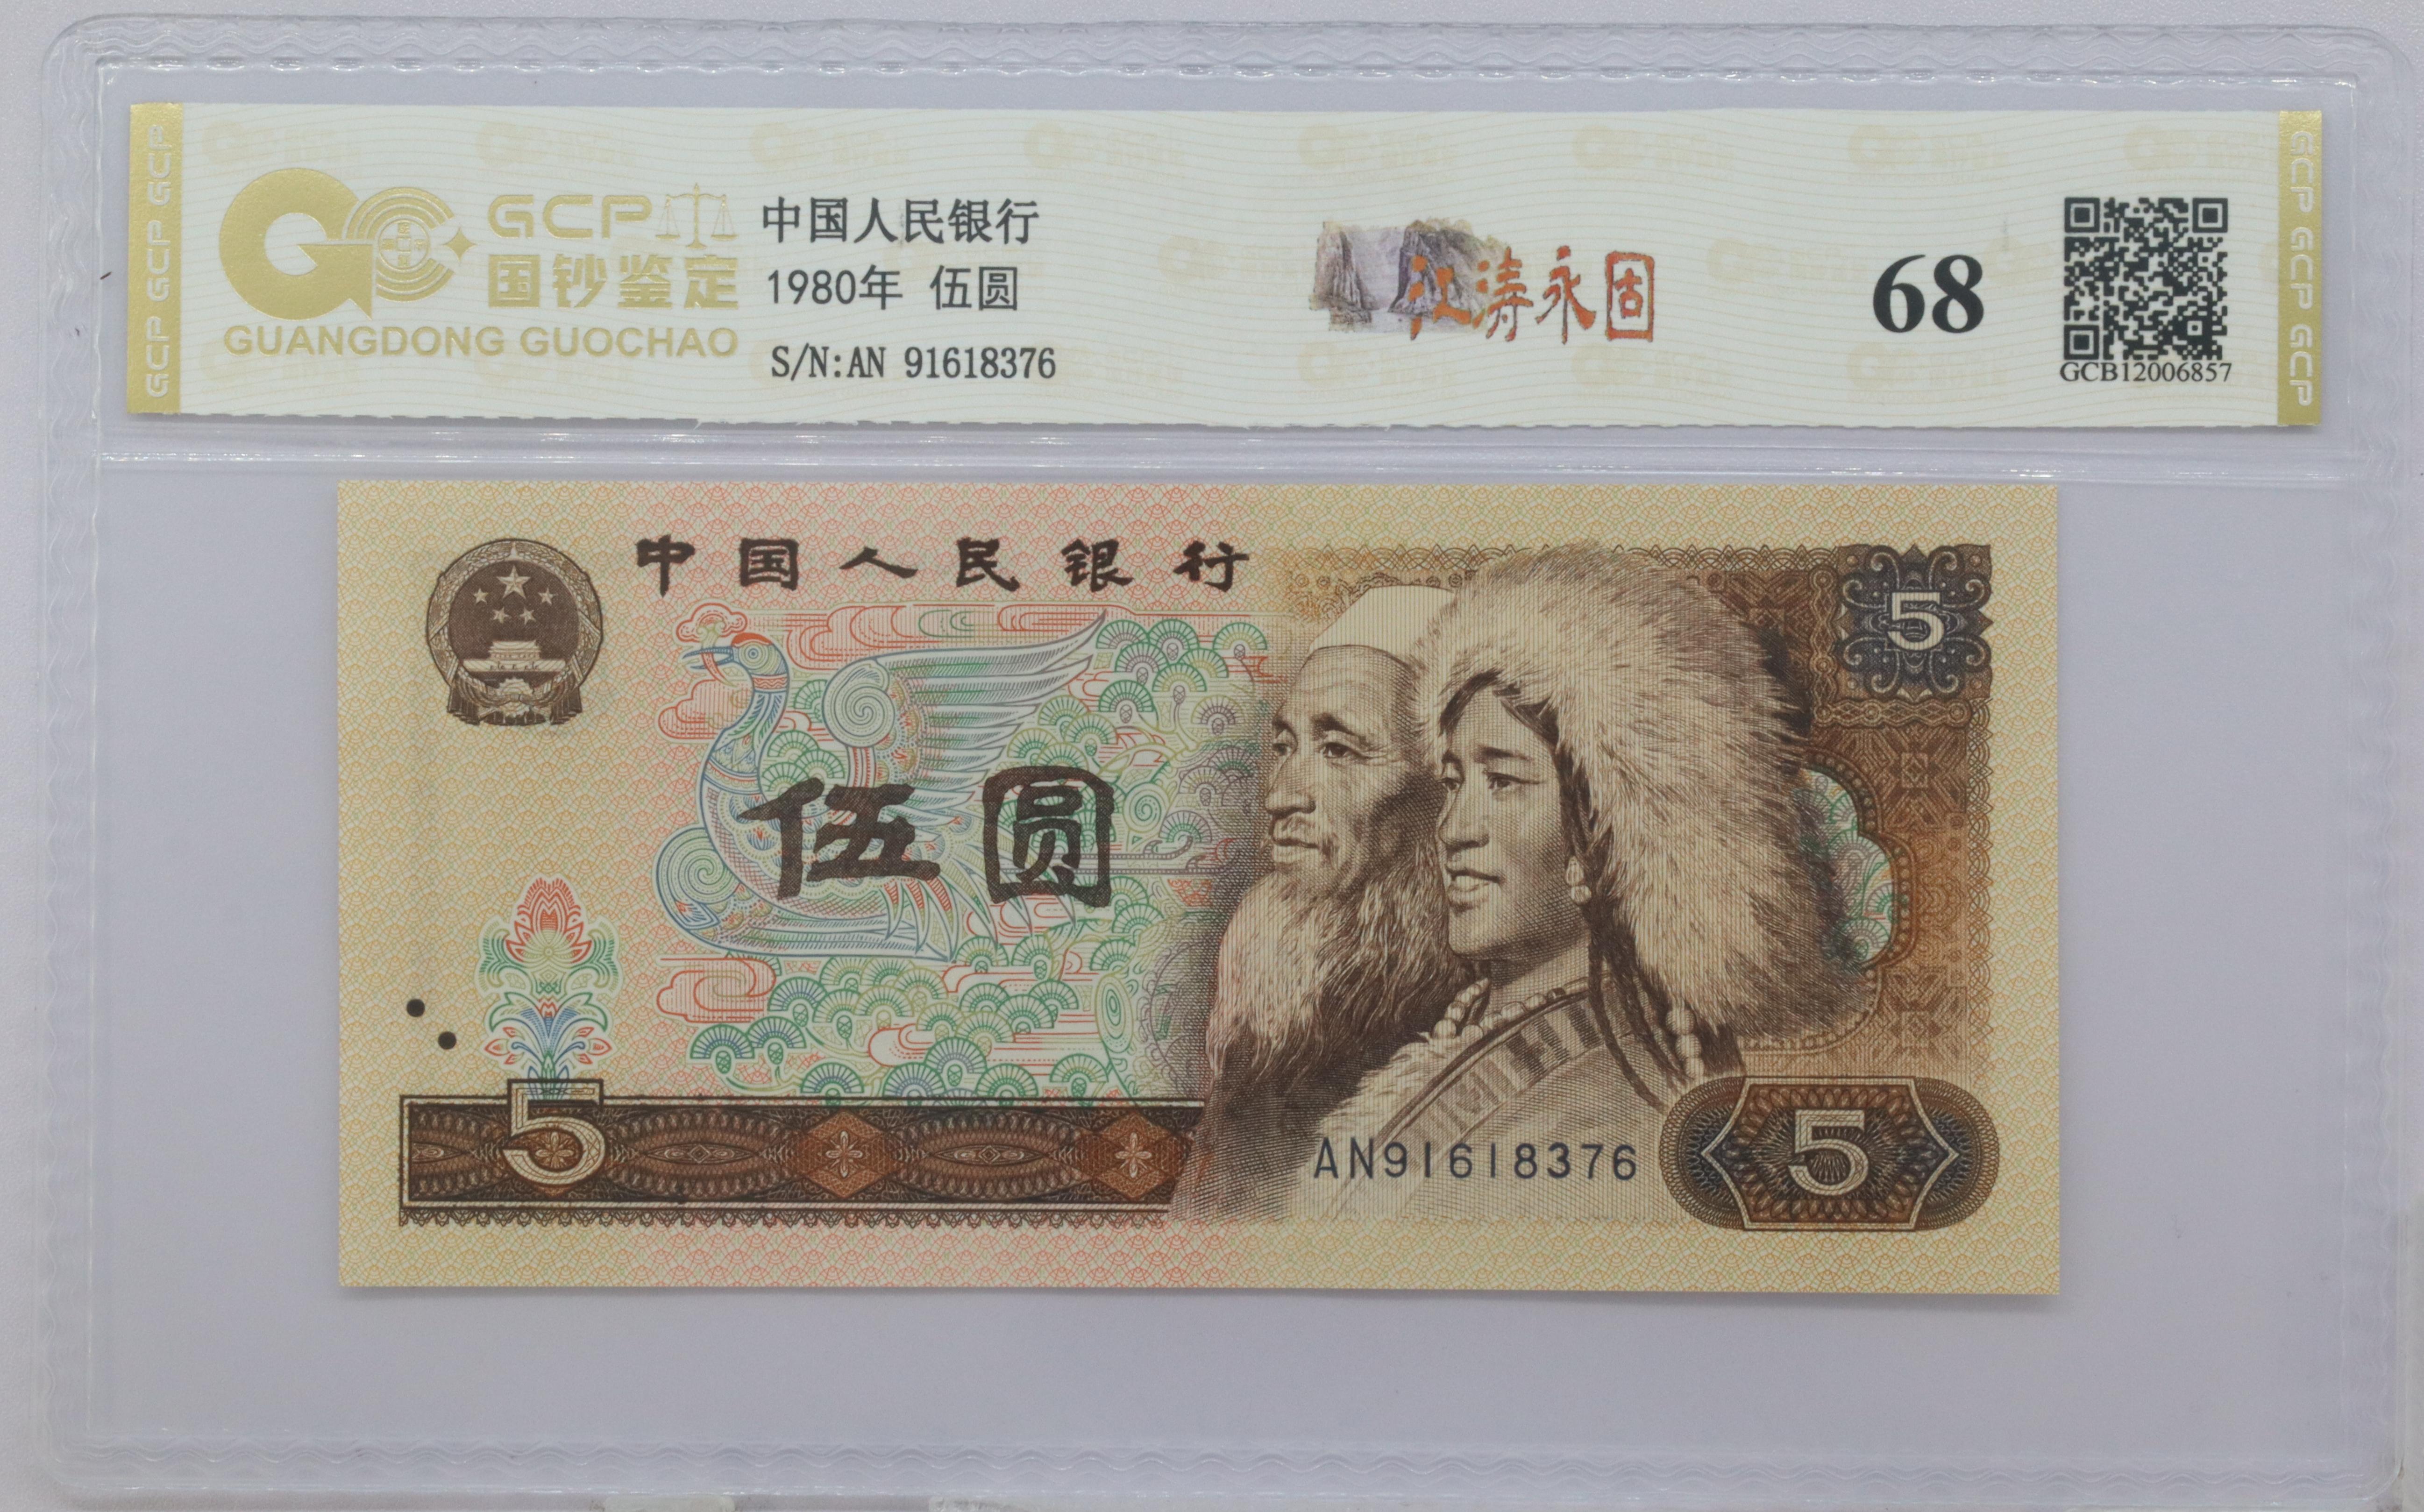 GCP GCP GCP
GCP
国钞鉴定
GUANGDONG GUOCHAO
中国人民银行
1980年 伍圆
S/N:AN 91618376
江涛永固
68
GCB12006857
GCP GCP GCP
中国人民银行
5
伍圆
5
AN91618376
5